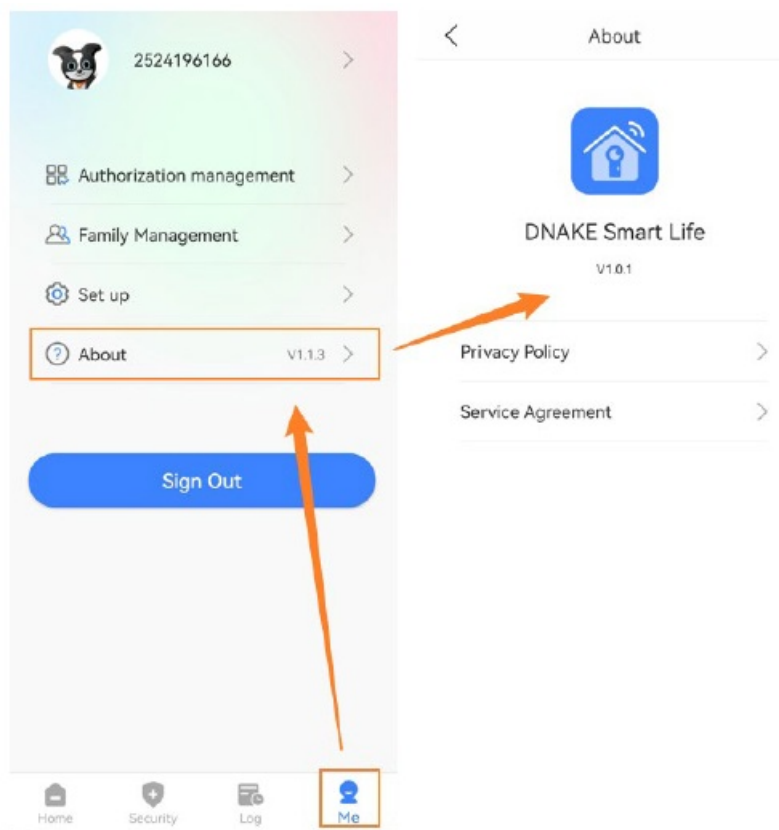 2524196166
Authorization management
Family Management
Set up
About V1.1.3
Sign Out
Home Security Log Me
About
DNAKE Smart Life
V1.0.1
Privacy Policy
Service Agreement